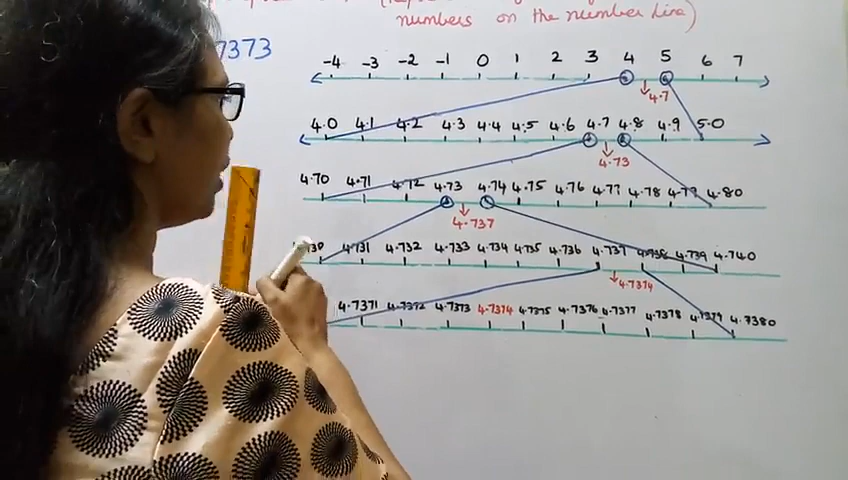 numbers on the number line)
7373
-4 -3 -2 -1 0 1 2 3 4 5 6 7
4.7
4.0 4.1 4.2 4.3 4.4 4.5 4.6 4.7 4.8 4.9 5.0
4.73
4.70 4.71 4.72 4.73 4.74 4.75 4.76 4.77 4.78 4.79 4.80
4.737
730 4.731 4.732 4.733 4.734 4.735 4.736 4.737 4.738 4.739 4.740
4.7374
4.7371 4.7372 4.7373 4.7374 4.7375 4.7376 4.7377 4.7378 4.7379 4.7380